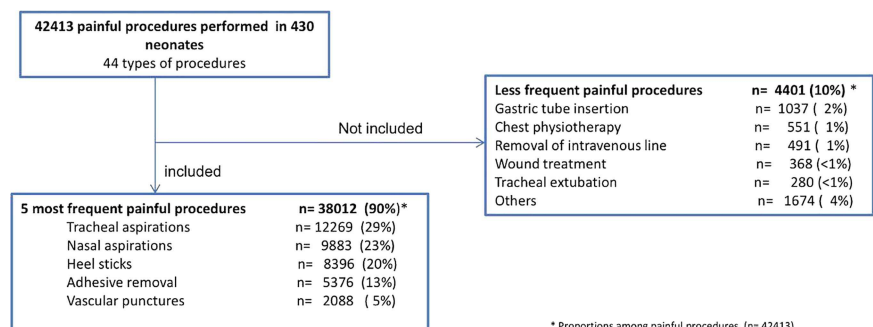 42413 painful procedures performed in 430
neonates
44 types of procedures
Less frequent painful procedures n= 4401 (10%) *
Gastric tube insertion n= 1037 ( 2%)
Chest physiotherapy n= 551 ( 1%)
Removal of intravenous line n= 491 ( 1%)
Wound treatment n= 368 (<1%)
Tracheal extubation n= 280 (<1%)
Others n= 1674 ( 4%)
Not included
included
5 most frequent painful procedures n= 38012 (90%)*
Tracheal aspirations n= 12269 (29%)
Nasal aspirations n= 9883 (23%)
Heel sticks n= 8396 (20%)
Adhesive removal n= 5376 (13%)
Vascular punctures n= 2088 ( 5%)
* Proportions among painful procedures (n= 42413)